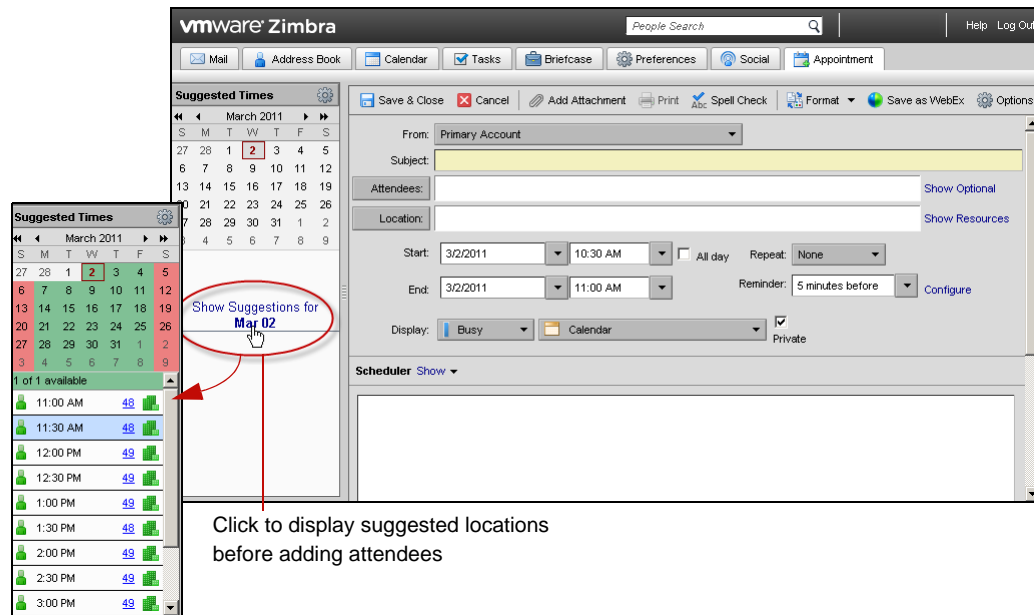 vmware Zimbra
People Search
Help Log Out
Mail Address Book Calendar Tasks Briefcase Preferences Social Appointment
Suggested Times
March 2011
S M T W T F S
27 28 1 2 3 4 5
6 7 8 9 10 11 12
13 14 15 16 17 18 19
21 22 23 24 25 26
28 29 30 31 1 2
4 5 6 7 8 9
Show Suggestions for
Mar 02
Save & Close Cancel Add Attachment Print Abc Spell Check Format Save as WebEx Options
From: Primary Account
Subject:
Attendees: Show Optional
Location: Show Resources
Start: 3/2/2011 10:30 AM All day Repeat: None
End: 3/2/2011 11:00 AM Reminder: 5 minutes before Configure
Display: Busy Calendar Private
Scheduler Show
Suggested Times
March 2011
S M T W T F S
27 28 1 2 3 4 5
6 7 8 9 10 11 12
13 14 15 16 17 18 19
20 21 22 23 24 25 26
27 28 29 30 31 1 2
3 4 5 6 7 8 9
1 of 1 available
11:00 AM 48
11:30 AM 48
12:00 PM 49
12:30 PM 49
1:00 PM 49
1:30 PM 48
2:00 PM 49
2:30 PM 49
3:00 PM 49
Click to display suggested locations
before adding attendees